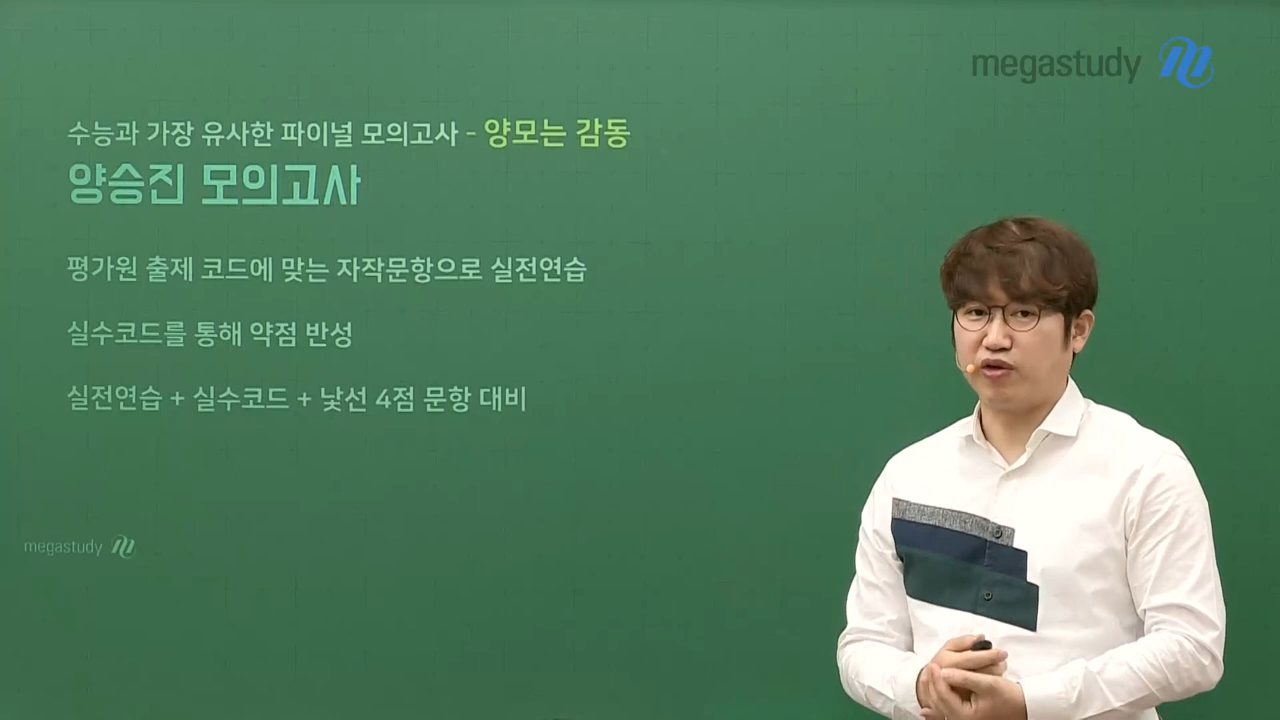 megastudy
수능과 가장 유사한 파이널 모의고사 - 양모는 감동
양승진 모의고사
평가원 출제 코드에 맞는 자작문항으로 실전연습
실수코드를 통해 약점 반성
실전연습 + 실수코드 + 낯선 4점 문항 대비
megastudy